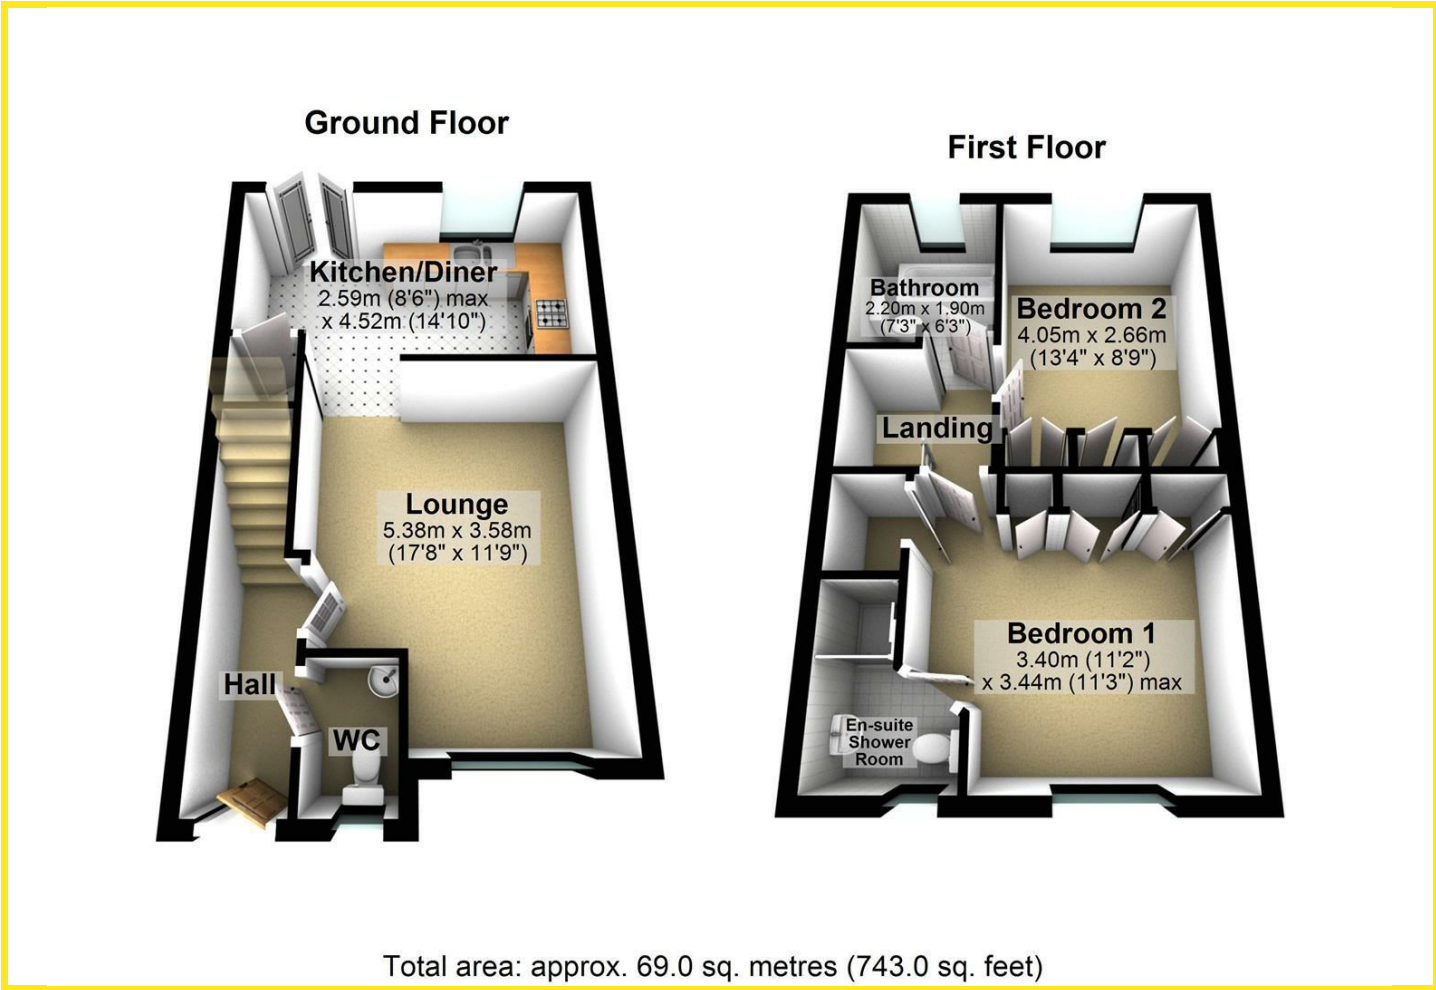 Ground Floor
Kitchen/Diner
2.59m (8'6") max
x 4.52m (14'10")
Lounge
5.38m x 3.58m
(17'8" x 11'9")
Hall
WC
First Floor
Bathroom
2.20m x 1.90m
(7'3" x 6'3")
Bedroom 2
4.05m x 2.66m
(13'4" x 8'9")
Landing
Bedroom 1
3.40m (11'2")
x 3.44m (11'3") max
En-suite
Shower
Room
Total area: approx. 69.0 sq. metres (743.0 sq. feet)